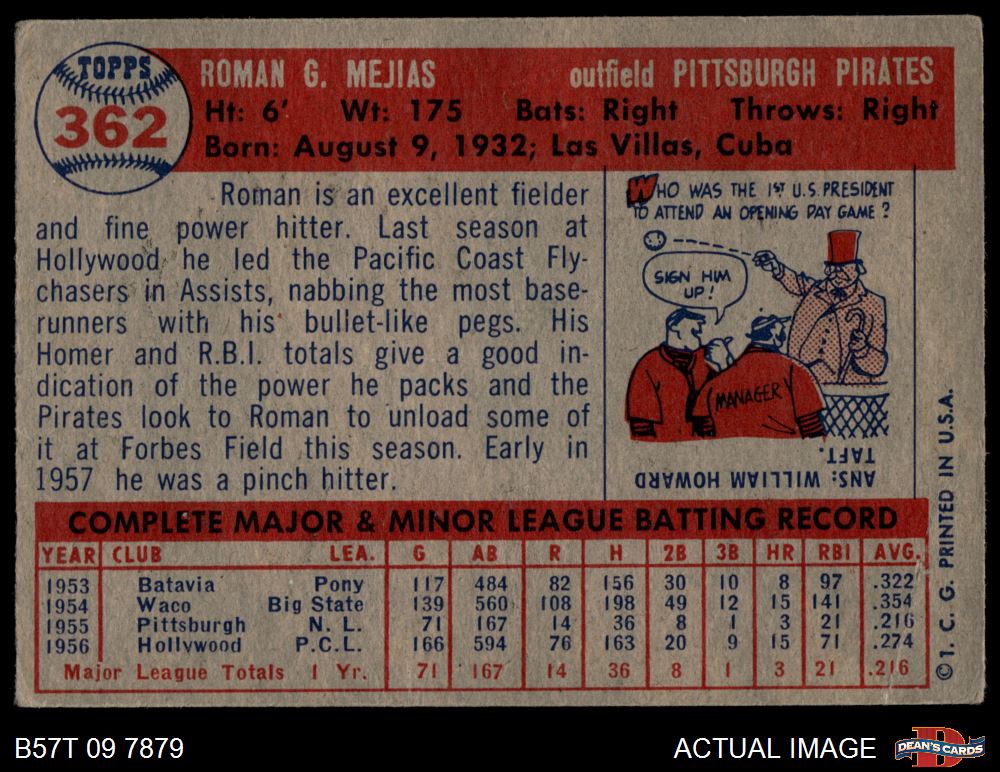 TOPPS
362
ROMAN G. MEJIAS outfield PITTSBURGH PIRATES
Ht: 6' Wt: 175 Bats: Right Throws: Right
Born: August 9, 1932; Las Villas, Cuba
Roman is an excellent fielder
and fine power hitter. Last season at
Hollywood he led the Pacific Coast Fly-
chasers in Assists, nabbing the most base-
runners with his bullet-like pegs. His
Homer and R.B.I. totals give a good in-
dication of the power he packs and the
Pirates look to Roman to unload some of
it at Forbes Field this season. Early in
1957 he was a pinch hitter.
WHO WAS THE 1ST U.S. PRESIDENT
TO ATTEND AN OPENING DAY GAME?
SIGN HIM
UP!
MANAGER
ANS: WILLIAM HOWARD
TAFT.
COMPLETE MAJOR & MINOR LEAGUE BATTING RECORD
YEAR CLUB LEA. G AB R H 2B 3B HR RBI AVG.
1953 Batavia Pony 117 484 82 156 30 10 8 97 .322
1954 Waco Big State 139 560 108 198 49 12 15 141 .354
1955 Pittsburgh N. L. 71 167 14 36 8 1 3 21 .216
1956 Hollywood P.C.L. 166 594 76 163 20 9 15 71 .274
Major League Totals 1 Yr. 71 167 14 36 8 1 3 21 .216
© T. C. G. PRINTED IN U.S.A.
B57T 09 7879
ACTUAL IMAGE
D
DEAN'S CARDS